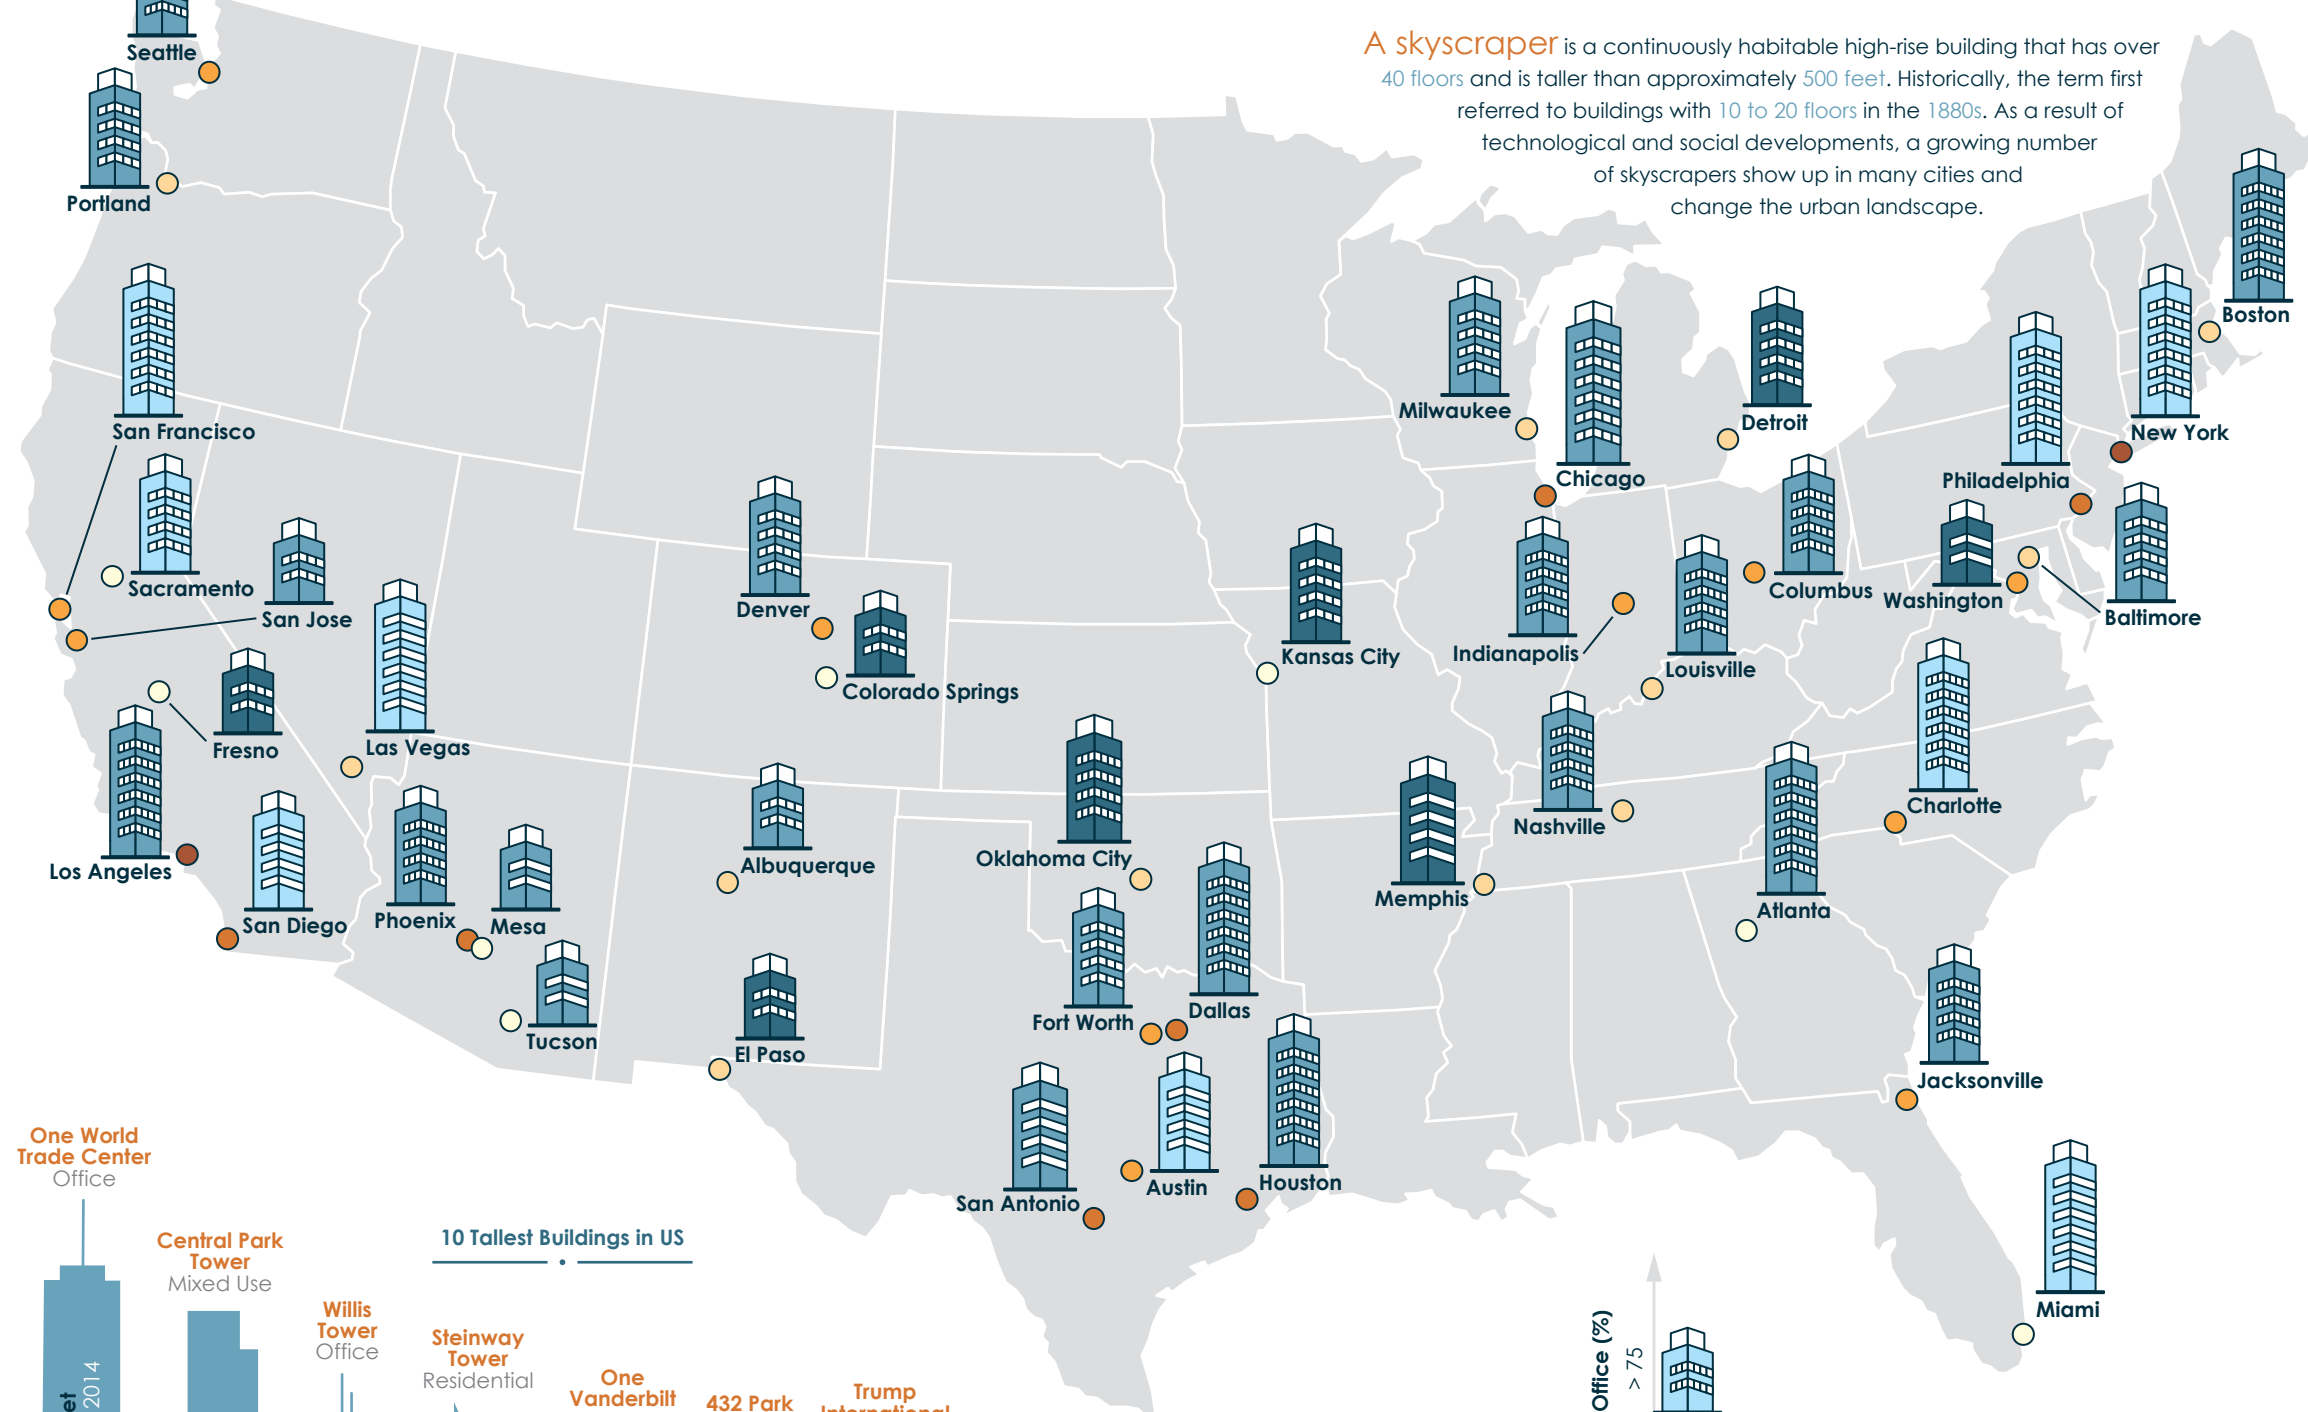 A skyscraper is a continuously habitable high-rise building that has over
40 floors and is taller than approximately 500 feet. Historically, the term first
referred to buildings with 10 to 20 floors in the 1880s. As a result of
technological and social developments, a growing number
of skyscrapers show up in many cities and
change the urban landscape.
Seattle
Portland
San Francisco
Sacramento
San Jose
Fresno
Las Vegas
Los Angeles
San Diego
Phoenix
Mesa
Tucson
Denver
Colorado Springs
Albuquerque
El Paso
Kansas City
Oklahoma City
Fort Worth
Dallas
San Antonio
Austin
Houston
Milwaukee
Chicago
Detroit
Indianapolis
Louisville
Columbus
Nashville
Memphis
Boston
New York
Philadelphia
Washington
Baltimore
Charlotte
Atlanta
Jacksonville
Miami
10 Tallest Buildings in US
One World
Trade Center
Office
2014
Central Park
Tower
Mixed Use
Willis
Tower
Office
Steinway
Tower
Residential
One
Vanderbilt
432 Park
Trump
International
Office (%)
> 75